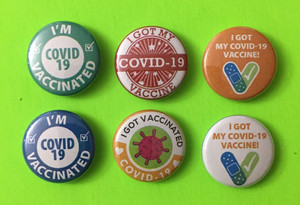 I'M
COVID
19
VACCINATED
I GOT MY
COVID-19
VACCINE
I GOT
MY COVID-19
VACCINE!
I'M
COVID
19
VACCINATED
I GOT VACCINATED
COVID-19
I GOT
MY COVID-19
VACCINE!